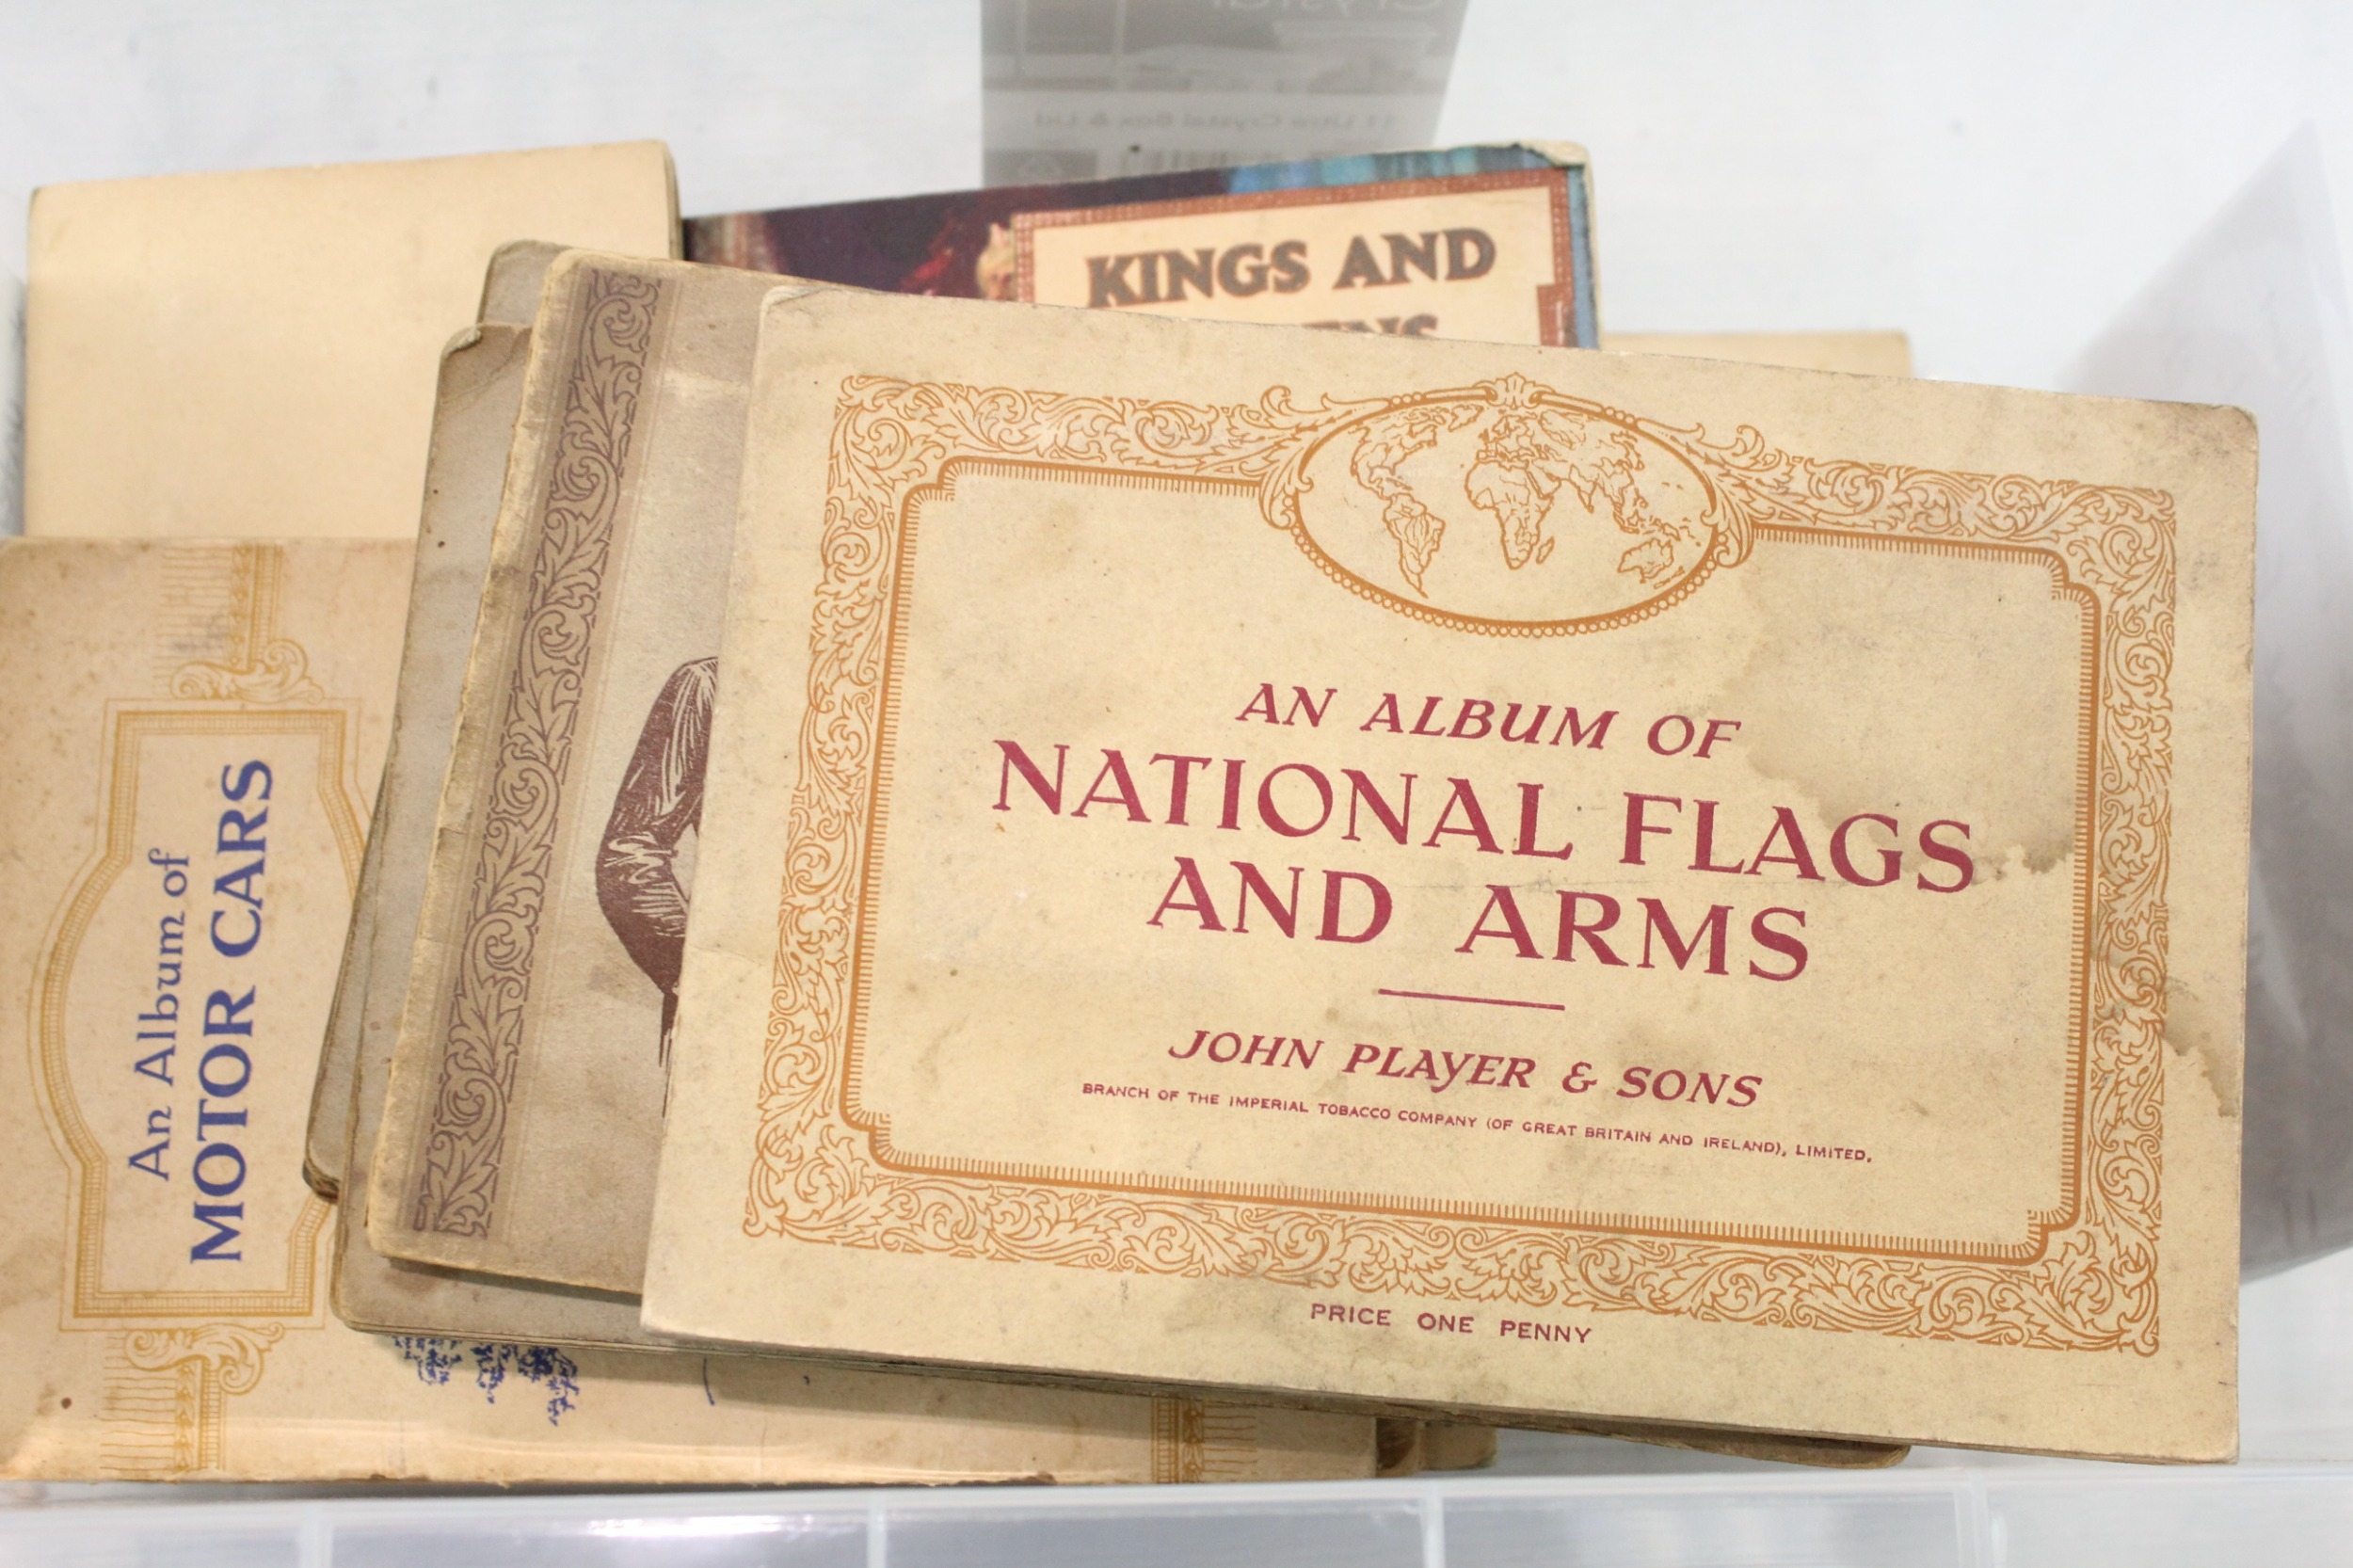 KINGS AND
AN ALBUM OF
NATIONAL FLAGS
AND ARMS
JOHN PLAYER & SONS
BRANCH OF THE IMPERIAL TOBACCO COMPANY (OF GREAT BRITAIN AND IRELAND), LIMITED.
PRICE ONE PENNY
An Album of
MOTOR CARS